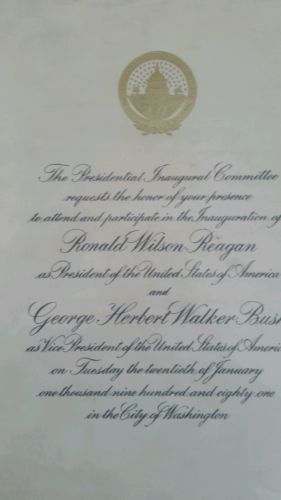 The Presidential Inaugural Committee
requests the honor of your presence
to attend and participate in the Inauguration of
Ronald Wilson Reagan
as President of the United States of America
and
George Herbert Walker Bush
as Vice President of the United States of America
on Tuesday the twentieth of January
one thousand nine hundred and eighty one
in the City of Washington